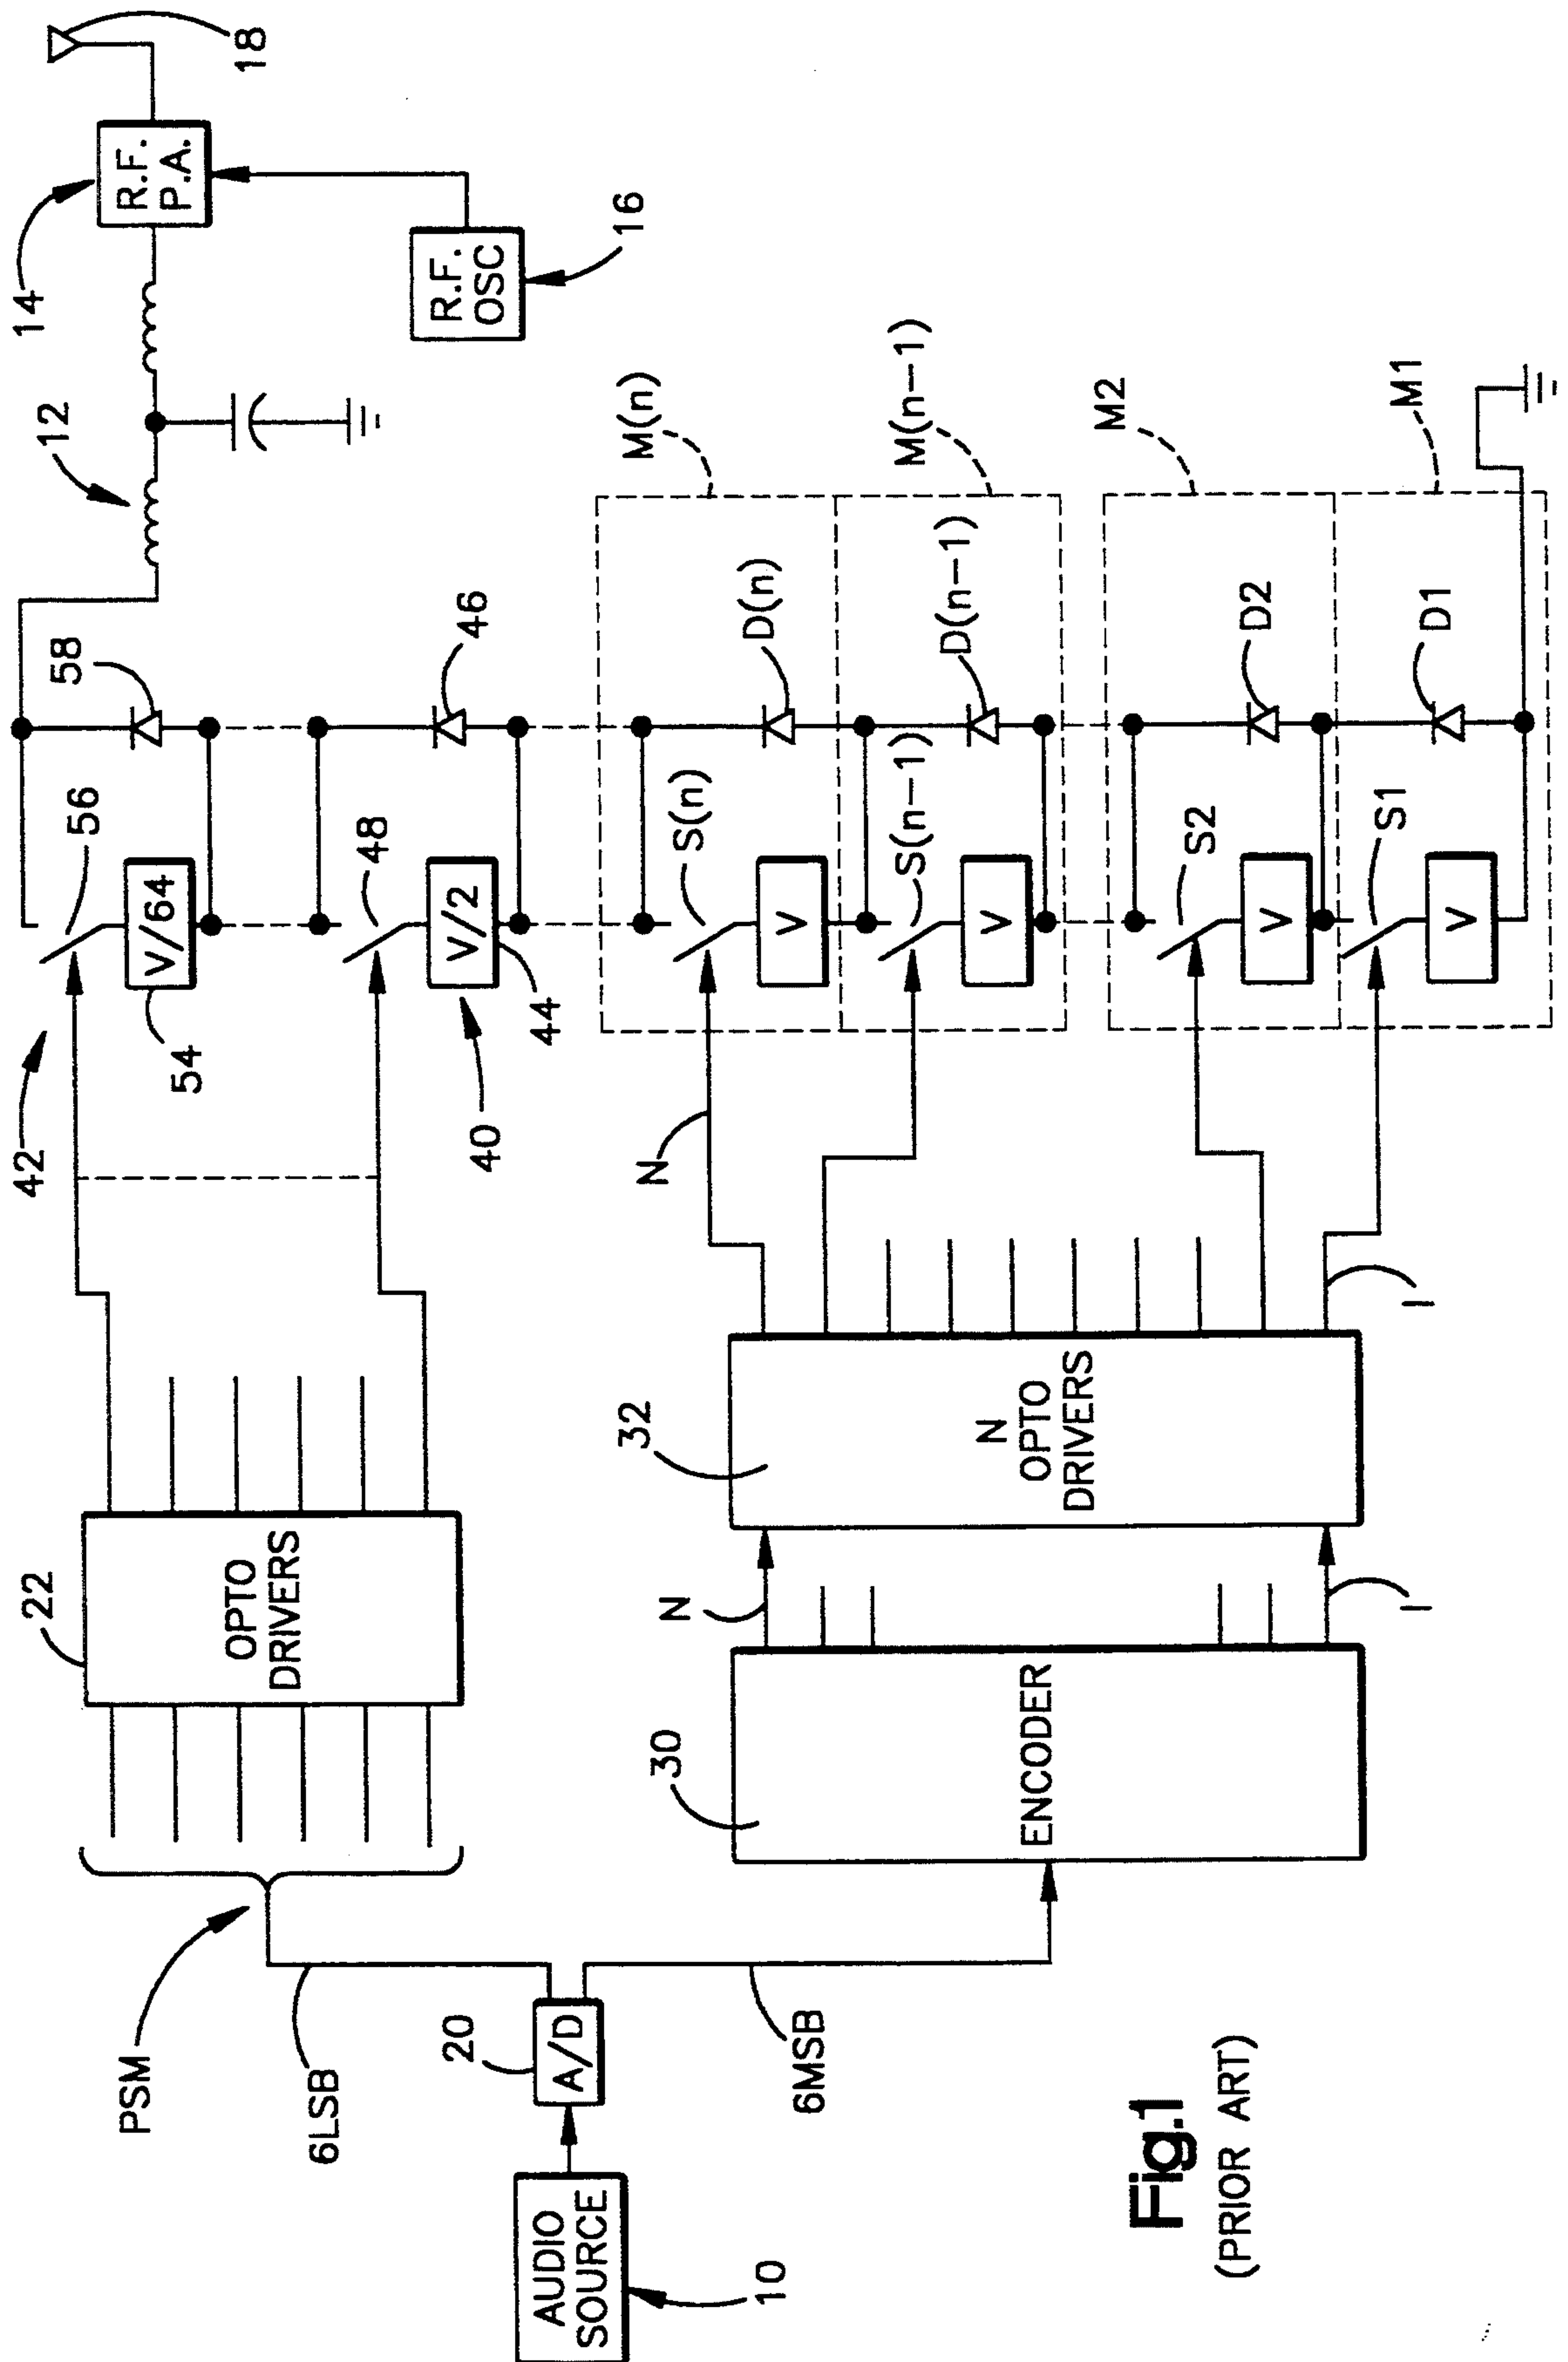 18
R.F.
P.A.
14
R.F.
OSC
16
12
M(n)
M(n-1)
M2
M1
58
46
D(n)
D(n-1)
D2
D1
56
48
S(n)
S(n-1)
S2
S1
V/64
V/2
V
V
V
V
54
44
42
40
N
1
22
OPTO
DRIVERS
32
N
OPTO
DRIVERS
N
1
30
ENCODER
PSM
6LSB
20
A/D
6MSB
AUDIO
SOURCE
10
Fig.1
(PRIOR ART)